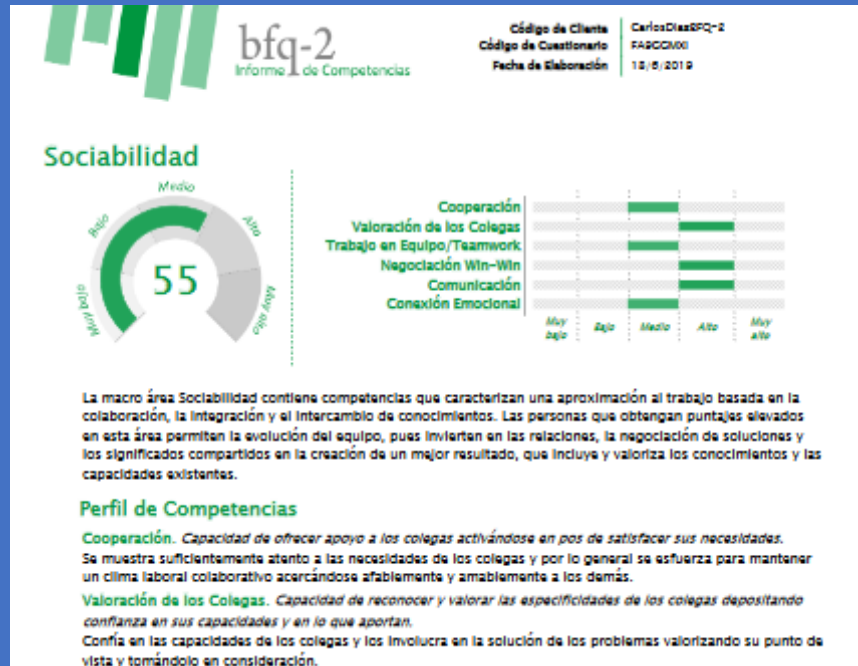 bfq-2
Informe de Competencias
Código de Cliente CarlosDiazBFQ-2
Código de Cuestionario
Fecha de Elaboración 18/6/2019
Sociabilidad
Muy bajo
Bajo
Medio
Alto
Muy alto
55
Cooperación
Valoración de los Colegas
Trabajo en Equipo/Teamwork
Negociación Win-Win
Comunicación
Conexión Emocional
Muy bajo Bajo Medio Alto Muy alto
La macro área Sociabilidad contiene competencias que caracterizan una aproximación al trabajo basada en la
colaboración, la integración y el intercambio de conocimientos. Las personas que obtengan puntajes elevados
en esta área permiten la evolución del equipo, pues invierten en las relaciones, la negociación de soluciones y
los significados compartidos en la creación de un mejor resultado, que incluye y valoriza los conocimientos y las
capacidades existentes.
Perfil de Competencias
Cooperación. Capacidad de ofrecer apoyo a los colegas activándose en pos de satisfacer sus necesidades.
Se muestra suficientemente atento a las necesidades de los colegas y por lo general se esfuerza para mantener
un clima laboral colaborativo acercándose afablemente y amablemente a los demás.
Valoración de los Colegas. Capacidad de reconocer y valorar las especificidades de los colegas depositando
confianza en sus capacidades y en lo que aportan.
Confía en las capacidades de los colegas y los involucra en la solución de los problemas valorizando su punto de
vista y tomándolo en consideración.